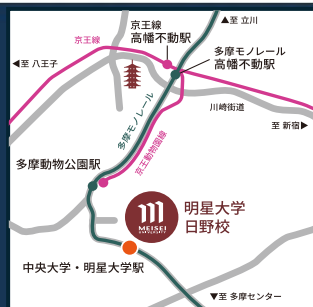 ▲至 立川
京王線
高幡不動駅
京王線
多摩モノレール
高幡不動駅
◀至 八王子
川崎街道
至 新宿▶
多摩モノレール
京王動物園線
多摩動物公園駅
MEISEI
UNIVERSITY
明星大学
日野校
中央大学・明星大学駅
▼至 多摩センター